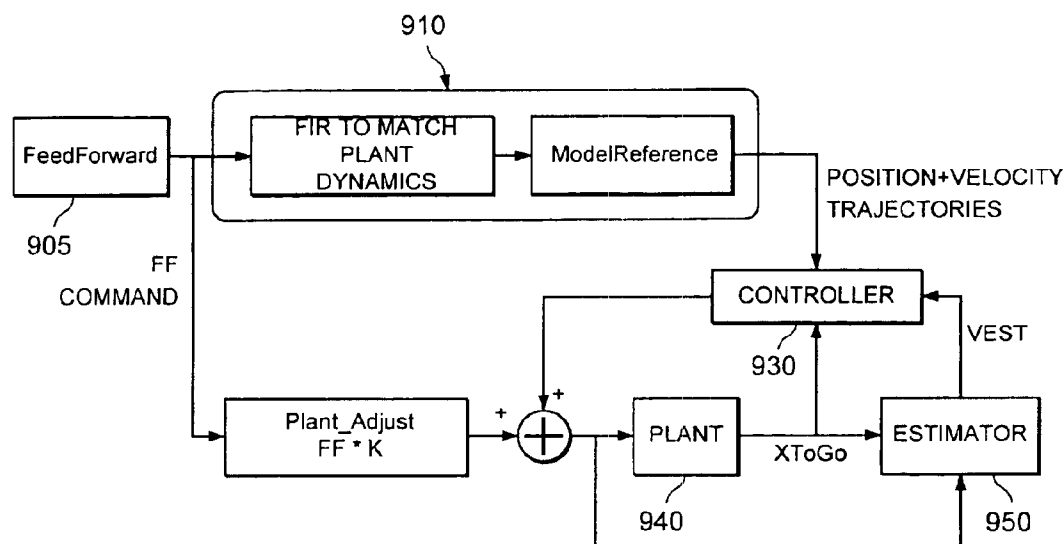 910
FeedForward
FIR TO MATCH
PLANT
DYNAMICS
ModelReference
905
POSITION+VELOCITY
TRAJECTORIES
FF
COMMAND
CONTROLLER
930
VEST
Plant_Adjust
FF * K
+
+
PLANT
XToGo
ESTIMATOR
940
950